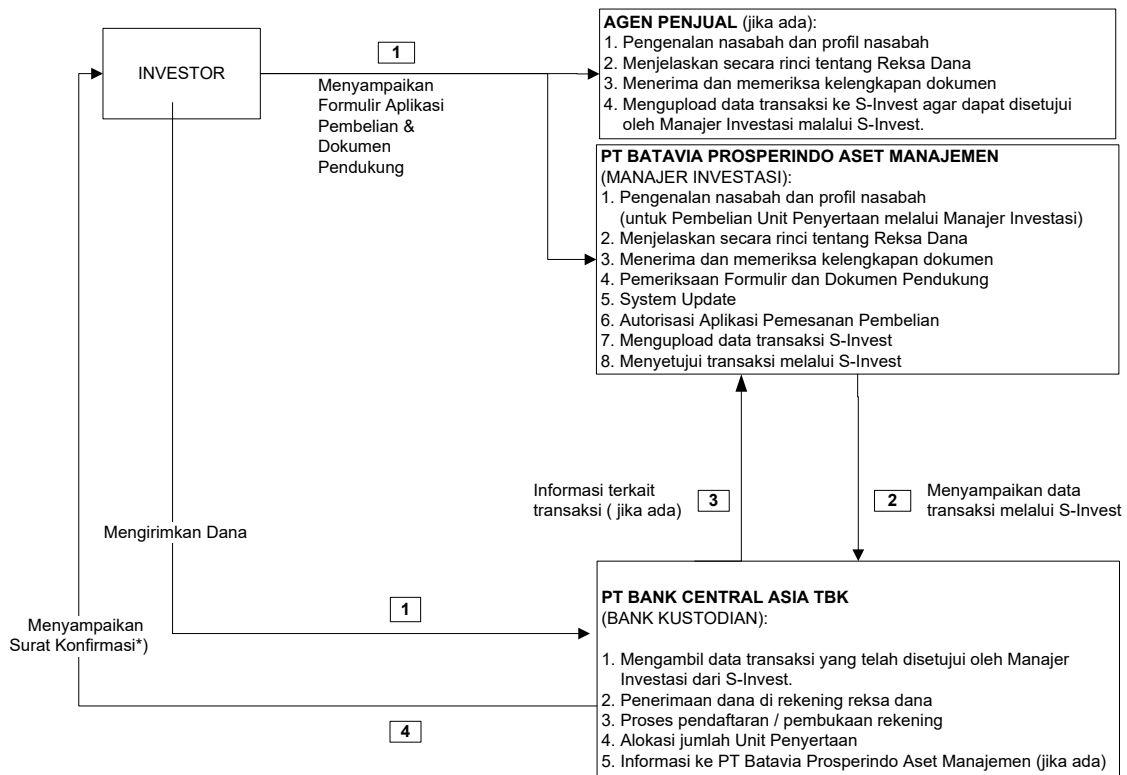 INVESTOR
1
Menyampaikan
Formulir Aplikasi
Pembelian &
Dokumen
Pendukung
AGEN PENJUAL (jika ada):
1. Pengenalan nasabah dan profil nasabah
2. Menjelaskan secara rinci tentang Reksa Dana
3. Menerima dan memeriksa kelengkapan dokumen
4. Mengupload data transaksi ke S-Invest agar dapat disetujui
oleh Manajer Investasi malalui S-Invest.
PT BATAVIA PROSPERINDO ASET MANAJEMEN
(MANAJER INVESTASI):
1. Pengenalan nasabah dan profil nasabah
(untuk Pembelian Unit Penyertaan melalui Manajer Investasi)
2. Menjelaskan secara rinci tentang Reksa Dana
3. Menerima dan memeriksa kelengkapan dokumen
4. Pemeriksaan Formulir dan Dokumen Pendukung
5. System Update
6. Autorisasi Aplikasi Pemesanan Pembelian
7. Mengupload data transaksi S-Invest
8. Menyetujui transaksi melalui S-Invest
Informasi terkait
transaksi ( jika ada)
3
2
Menyampaikan data
transaksi melalui S-Invest
Mengirimkan Dana
1
Menyampaikan
Surat Konfirmasi*)
4
PT BANK CENTRAL ASIA TBK
(BANK KUSTODIAN):
1. Mengambil data transaksi yang telah disetujui oleh Manajer
Investasi dari S-Invest.
2. Penerimaan dana di rekening reksa dana
3. Proses pendaftaran / pembukaan rekening
4. Alokasi jumlah Unit Penyertaan
5. Informasi ke PT Batavia Prosperindo Aset Manajemen (jika ada)